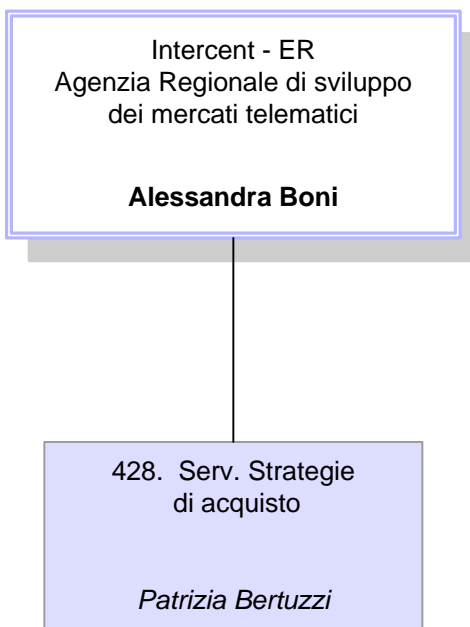 Intercent - ER
Agenzia Regionale di sviluppo
dei mercati telematici
Alessandra Boni
428. Serv. Strategie
di acquisto
Patrizia Bertuzzi